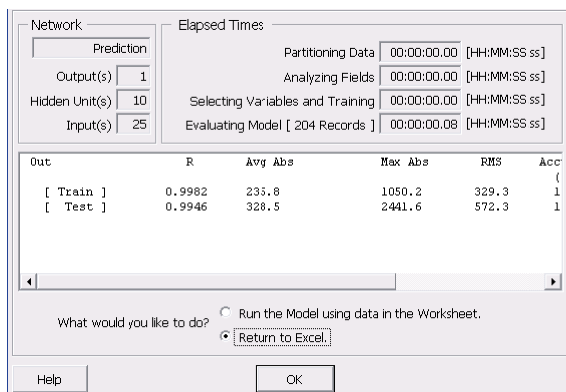 Network
Prediction
Output(s) 1
Hidden Unit(s) 10
Input(s) 25
Elapsed Times
Partitioning Data 00:00:00.00 [HH:MM:SS ss]
Analyzing Fields 00:00:00.00 [HH:MM:SS ss]
Selecting Variables and Training 00:00:00.00 [HH:MM:SS ss]
Evaluating Model [ 204 Records ] 00:00:00.08 [HH:MM:SS ss]
Out R Avg Abs Max Abs RMS Acc
(
[ Train ] 0.9982 235.8 1050.2 329.3 1
[ Test ] 0.9946 328.5 2441.6 572.3 1
What would you like to do?
Run the Model using data in the Worksheet.
Return to Excel.
Help OK